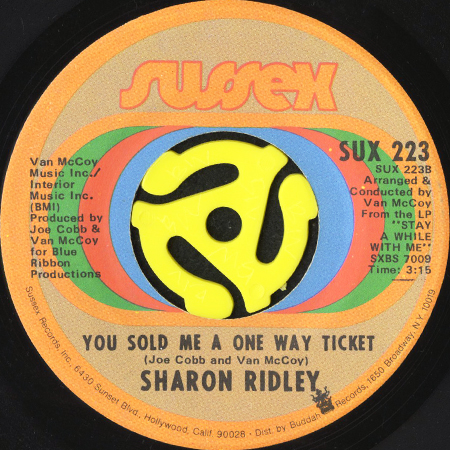 sussex
SUX 223
Van McCoy
Music Inc./
Interior
Music Inc.
(BMI)
Produced by
Joe Cobb &
Van McCoy
for Blue
Ribbon
Productions
SUX 223B
Arranged &
Conducted by
Van McCoy
From the LP
"STAY
A WHILE
WITH ME"
SXBS 7009
Time: 3:15
YOU SOLD ME A ONE WAY TICKET
(Joe Cobb and Van McCoy)
SHARON RIDLEY
Sussex Records, Inc. 6430 Sunset Blvd., Hollywood, Calif. 90028 - Dist. by Buddah Records, 1650 Broadway, N.Y. 10019